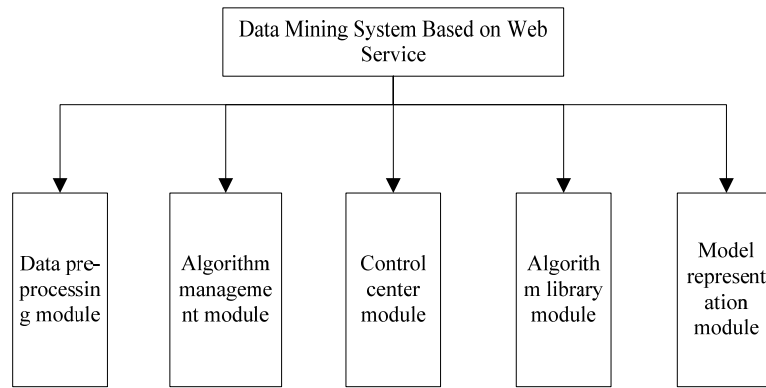 Data Mining System Based on Web
Service
Data pre-
processin
g module
Algorithm
manageme
nt module
Control
center
module
Algorith
m library
module
Model
represent
ation
module